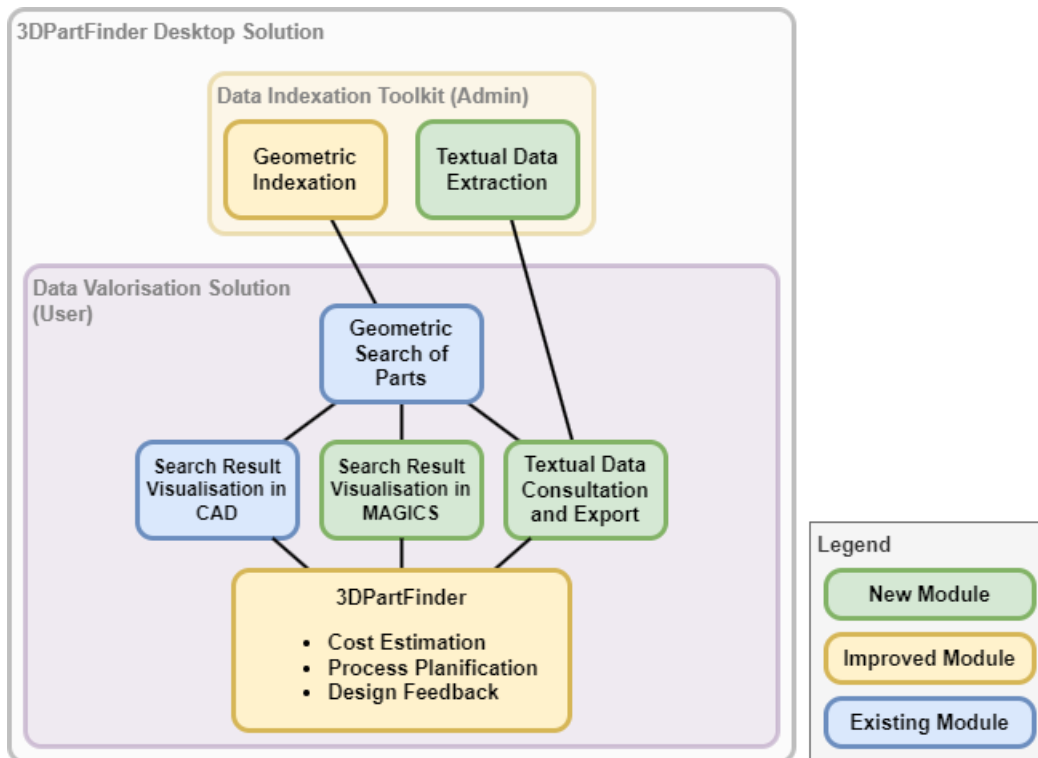 3DPartFinder Desktop Solution
Data Indexation Toolkit (Admin)
Geometric
Indexation
Textual Data
Extraction
Data Valorisation Solution
(User)
Geometric
Search of
Parts
Search Result
Visualisation in
CAD
Search Result
Visualisation in
MAGICS
Textual Data
Consultation
and Export
3DPartFinder
• Cost Estimation
• Process Planification
• Design Feedback
Legend
New Module
Improved Module
Existing Module